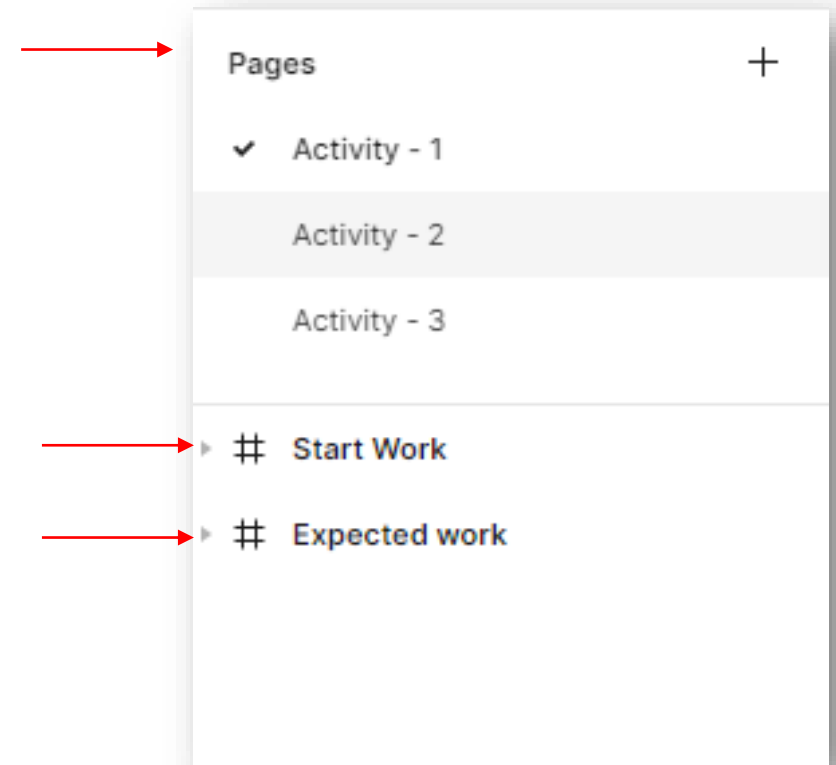 Pages
Activity - 1
Activity - 2
Activity - 3
Start Work
Expected work